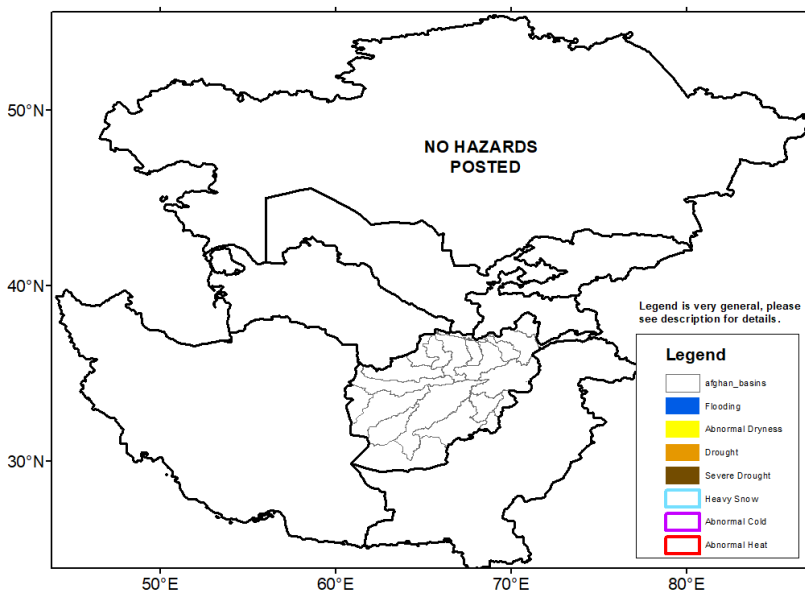 50°N
40°N
30°N
50°E
60°E
70°E
80°E
NO HAZARDS
POSTED
Legend is very general, please
see description for details.
Legend
afghan_basins
Flooding
Abnormal Dryness
Drought
Severe Drought
Heavy Snow
Abnormal Cold
Abnormal Heat